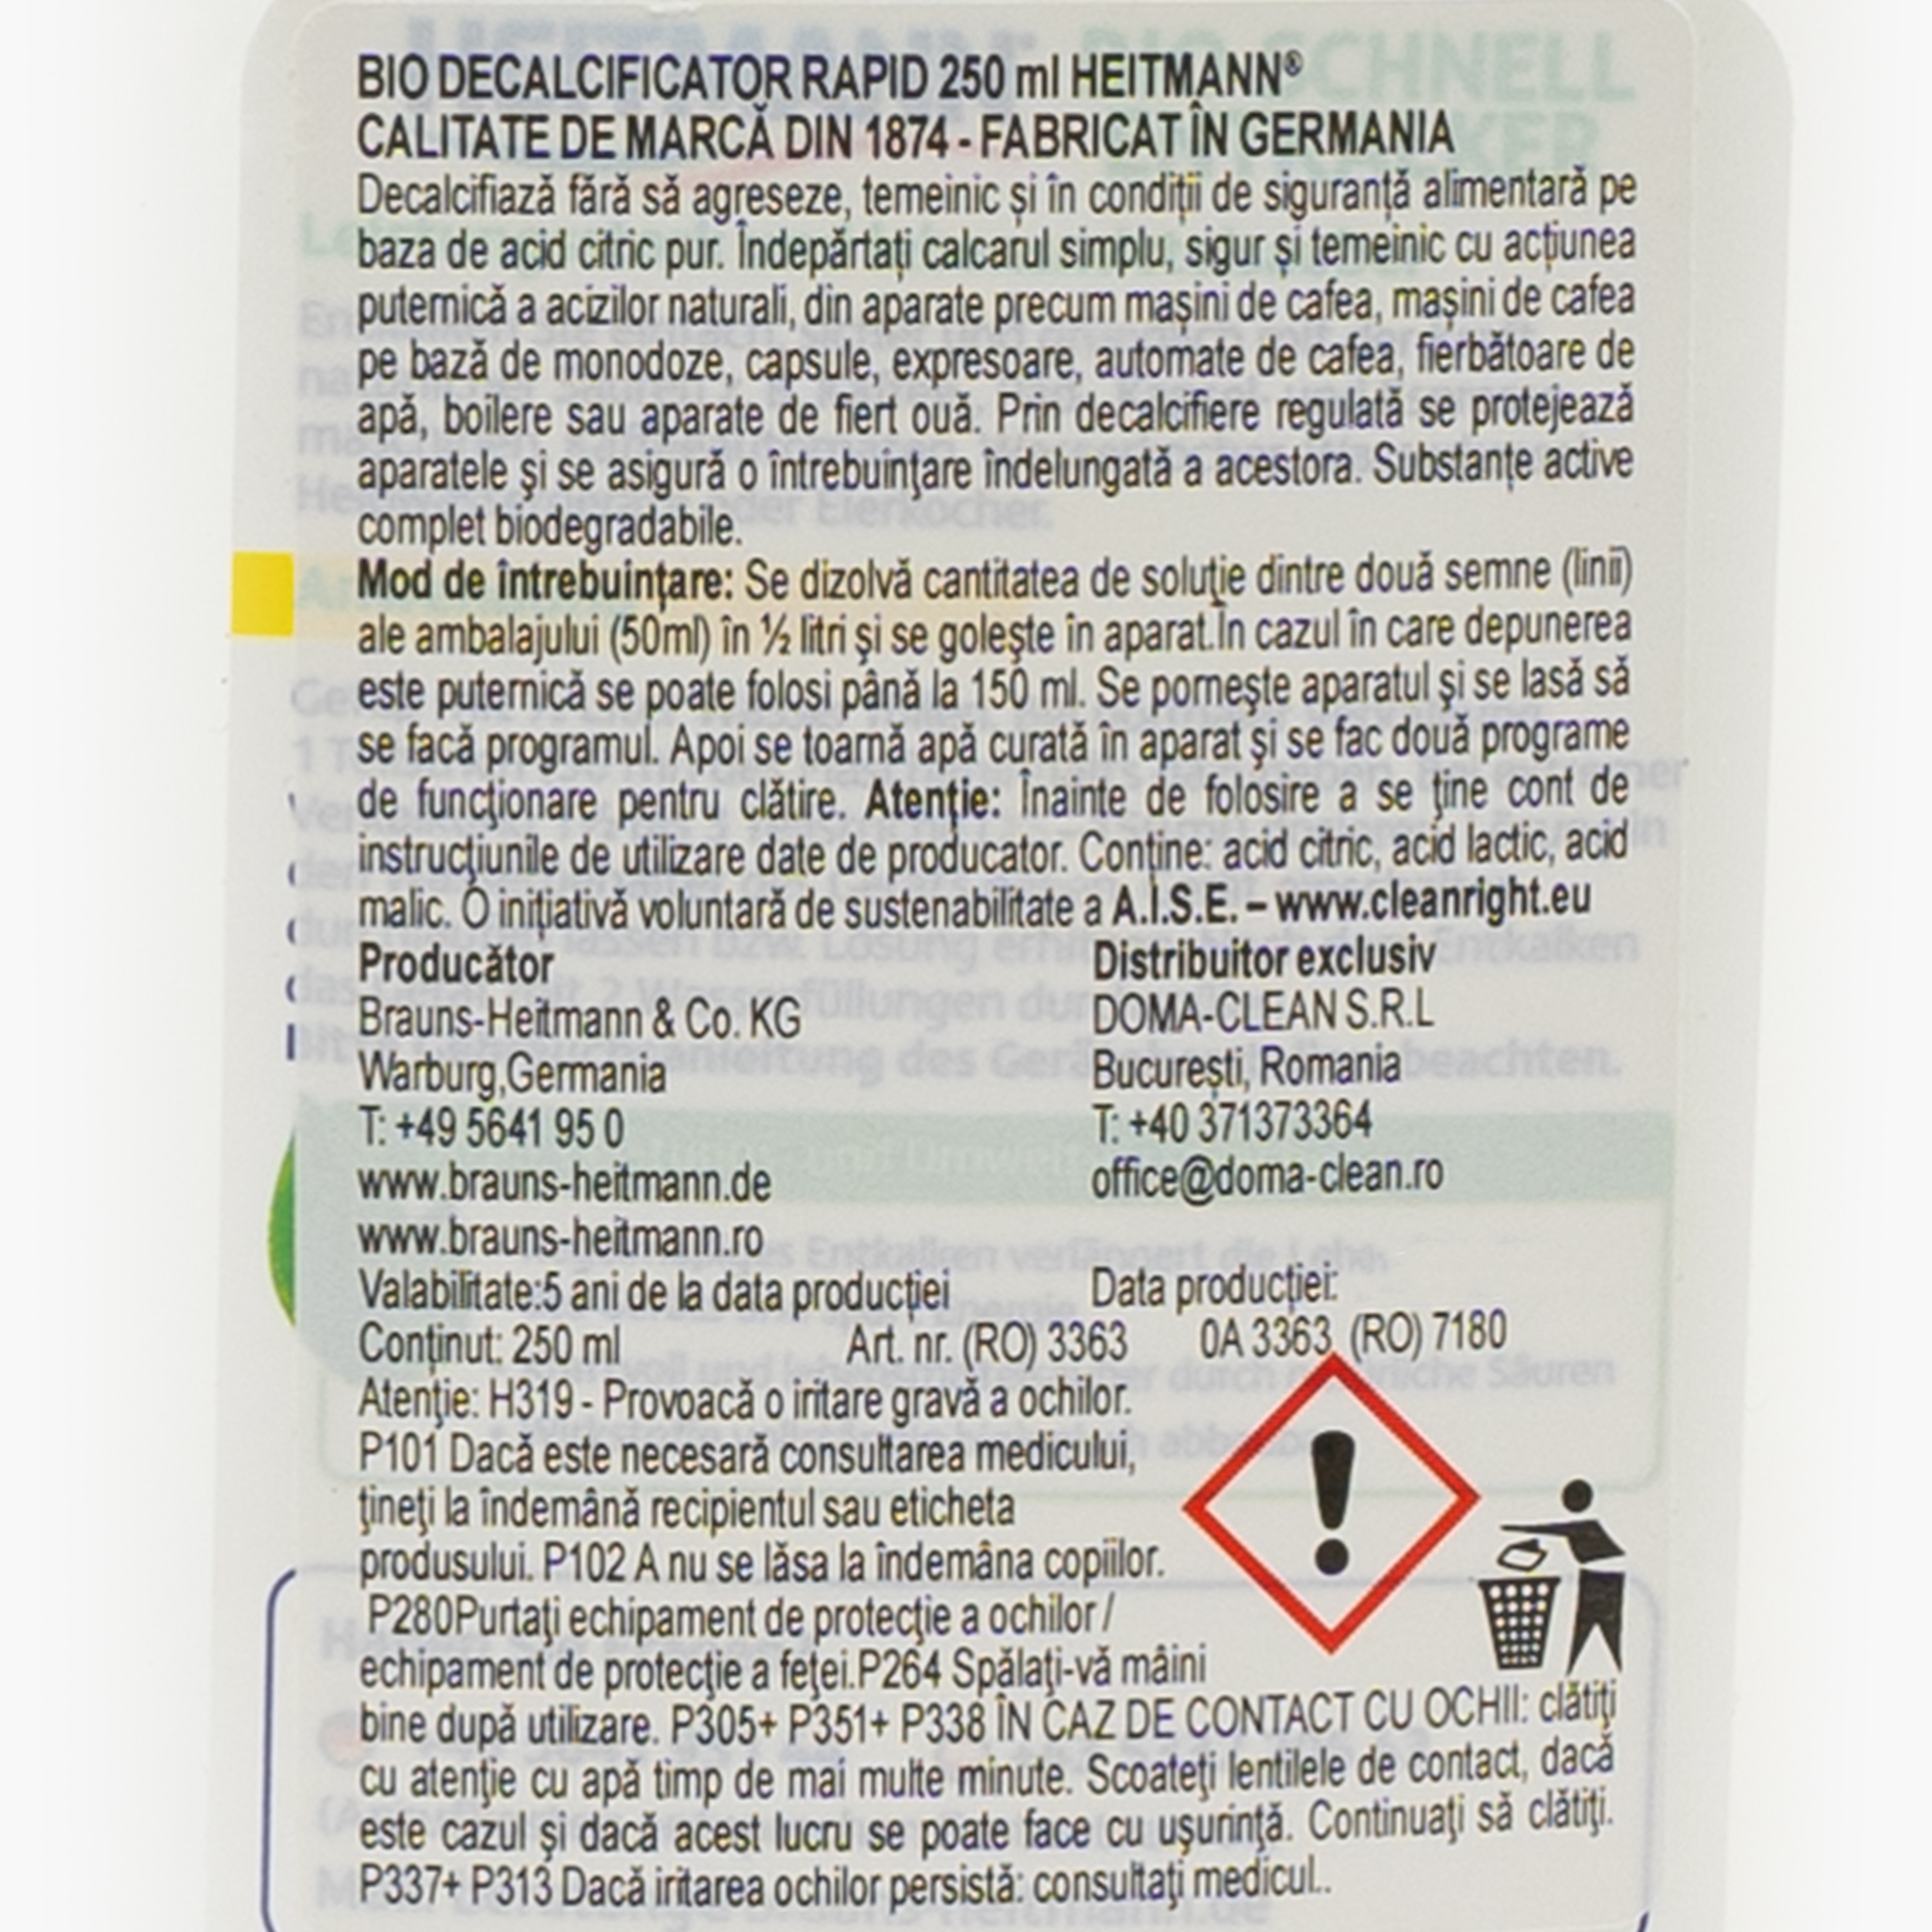 BIO DECALCIFICATOR RAPID 250 ml HEITMANN®
CALITATE DE MARCĂ DIN 1874 - FABRICAT ÎN GERMANIA
Decalcifiază fără să agreseze, temeinic și în condiții de siguranță alimentară pe
baza de acid citric pur. Îndepărtați calcarul simplu, sigur și temeinic cu acțiunea
puternică a acizilor naturali, din aparate precum mașini de cafea, mașini de cafea
pe bază de monodoze, capsule, expresoare, automate de cafea, fierbătoare de
apă, boilere sau aparate de fiert ouă. Prin decalcifiere regulată se protejează
aparatele şi se asigură o întrebuinţare îndelungată a acestora. Substanțe active
complet biodegradabile.
Mod de întrebuinţare: Se dizolvă cantitatea de soluţie dintre două semne (linii)
ale ambalajului (50ml) în ½ litri şi se goleşte în aparat.În cazul în care depunerea
este puternică se poate folosi până la 150 ml. Se porneşte aparatul şi se lasă să
se facă programul. Apoi se toarnă apă curată în aparat şi se fac două programe
de funcţionare pentru clătire. Atenţie: Înainte de folosire a se ţine cont de
instrucţiunile de utilizare date de producator. Conține: acid citric, acid lactic, acid
malic. O iniţiativă voluntară de sustenabilitate a A.I.S.E. – www.cleanright.eu
Producător
Brauns-Heitmann & Co. KG
Warburg,Germania
T: +49 5641 95 0
www.brauns-heitmann.de
www.brauns-heitmann.ro
Distribuitor exclusiv
DOMA-CLEAN S.R.L
București, Romania
T: +40 371373364
office@doma-clean.ro
Valabilitate:5 ani de la data producției Data producției:
Conținut: 250 ml Art. nr. (RO) 3363 0A 3363 (RO) 7180
Atenţie: H319 - Provoacă o iritare gravă a ochilor.
P101 Dacă este necesară consultarea medicului,
ţineţi la îndemână recipientul sau eticheta
produsului. P102 A nu se lăsa la îndemâna copiilor.
P280Purtaţi echipament de protecţie a ochilor /
echipament de protecţie a feţei.P264 Spălaţi-vă mâini
bine după utilizare. P305+ P351+ P338 ÎN CAZ DE CONTACT CU OCHII: clătiţi
cu atenţie cu apă timp de mai multe minute. Scoateţi lentilele de contact, dacă
este cazul şi dacă acest lucru se poate face cu uşurinţă. Continuaţi să clătiţi.
P337+ P313 Dacă iritarea ochilor persistă: consultaţi medicul..